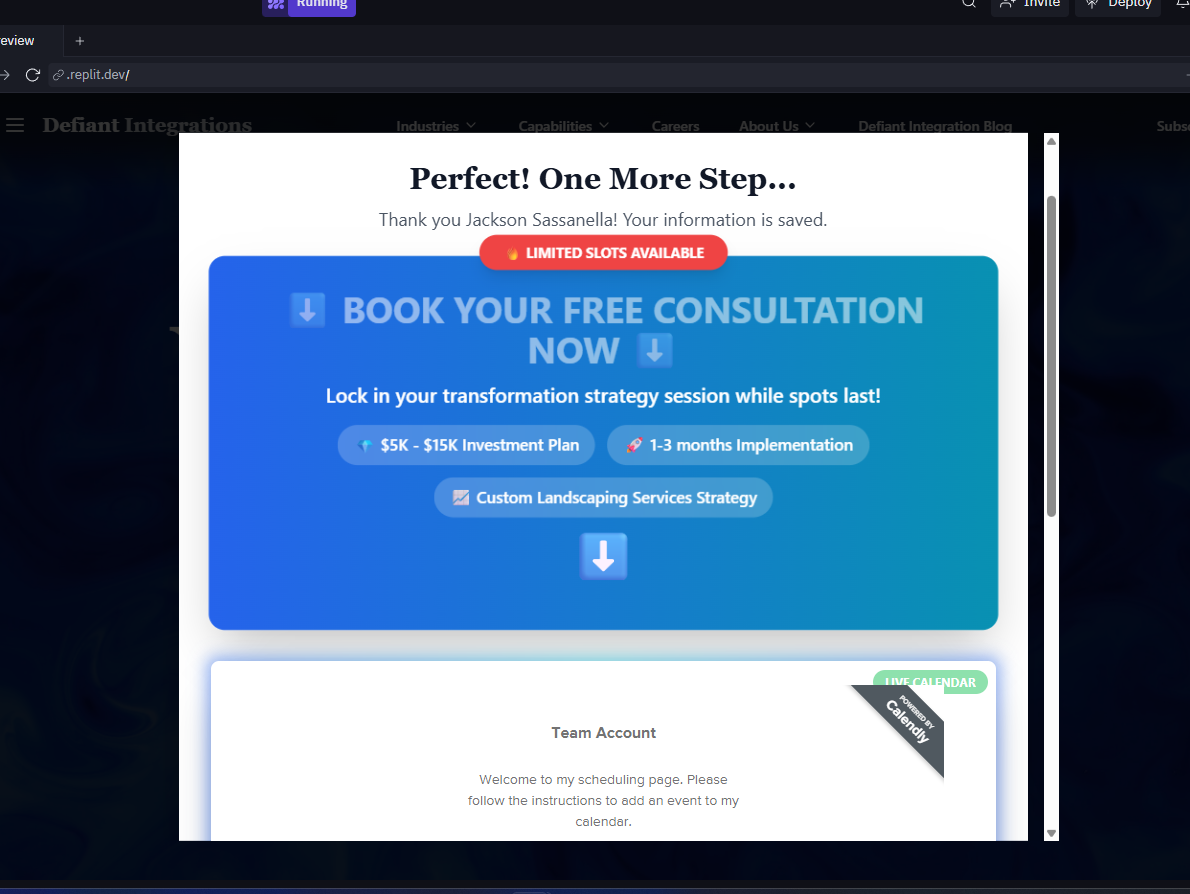 Running
Invite
Deploy
eview
.replit.dev/
Defiant Integrations
Industries
Capabilities
Careers
About Us
Defiant Integration Blog
Perfect! One More Step...
Thank you Jackson Sassanella! Your information is saved.
🔥 LIMITED SLOTS AVAILABLE
⬇️ BOOK YOUR FREE CONSULTATION
NOW ⬇️
Lock in your transformation strategy session while spots last!
💎 $5K - $15K Investment Plan
🚀 1-3 months Implementation
📈 Custom Landscaping Services Strategy
⬇️
LIVE CALENDAR
POWERED BY
Calendly
Team Account
Welcome to my scheduling page. Please
follow the instructions to add an event to my
calendar.